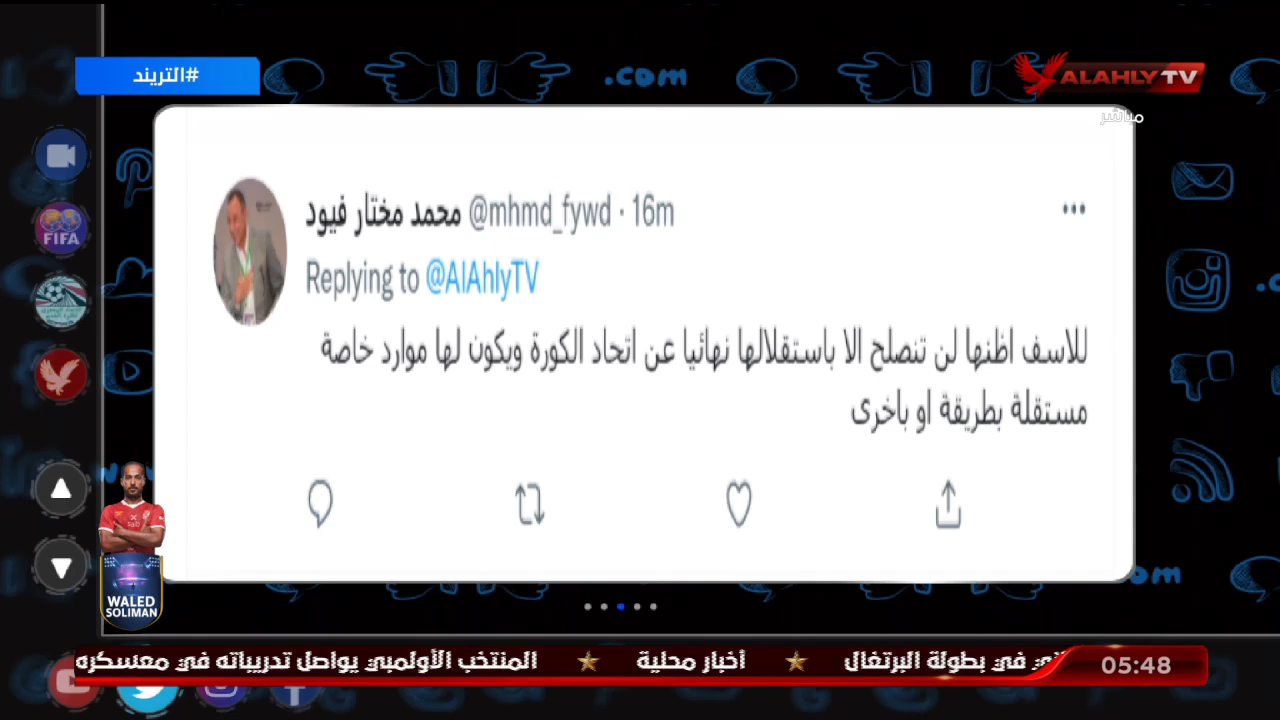 #التريند
.com
ALAHLY TV
مباشر
FIFA
محمد مختار فيود @mhmd_fywd · 16m
Replying to @AlAhlyTV
للاسف اظنها لن تنصلح الا باستقلالها نهائيا عن اتحاد الكورة ويكون لها موارد خاصة
مستقلة بطريقة او باخرى
WALED
SOLIMAN
في بطولة البرتغال ★ أخبار محلية ★ المنتخب الأولمبي يواصل تدريباته في معسكره
05:48